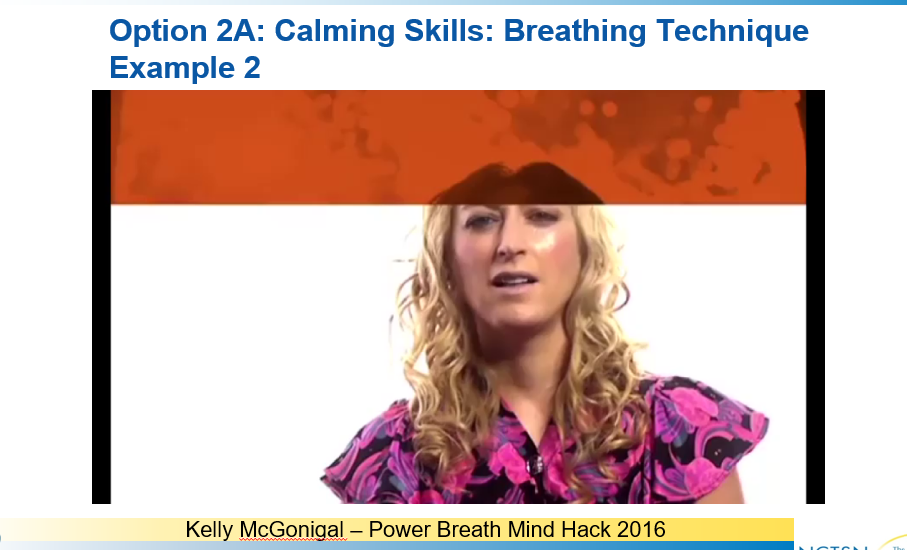 Option 2A: Calming Skills: Breathing Technique
Example 2
Kelly McGonigal – Power Breath Mind Hack 2016